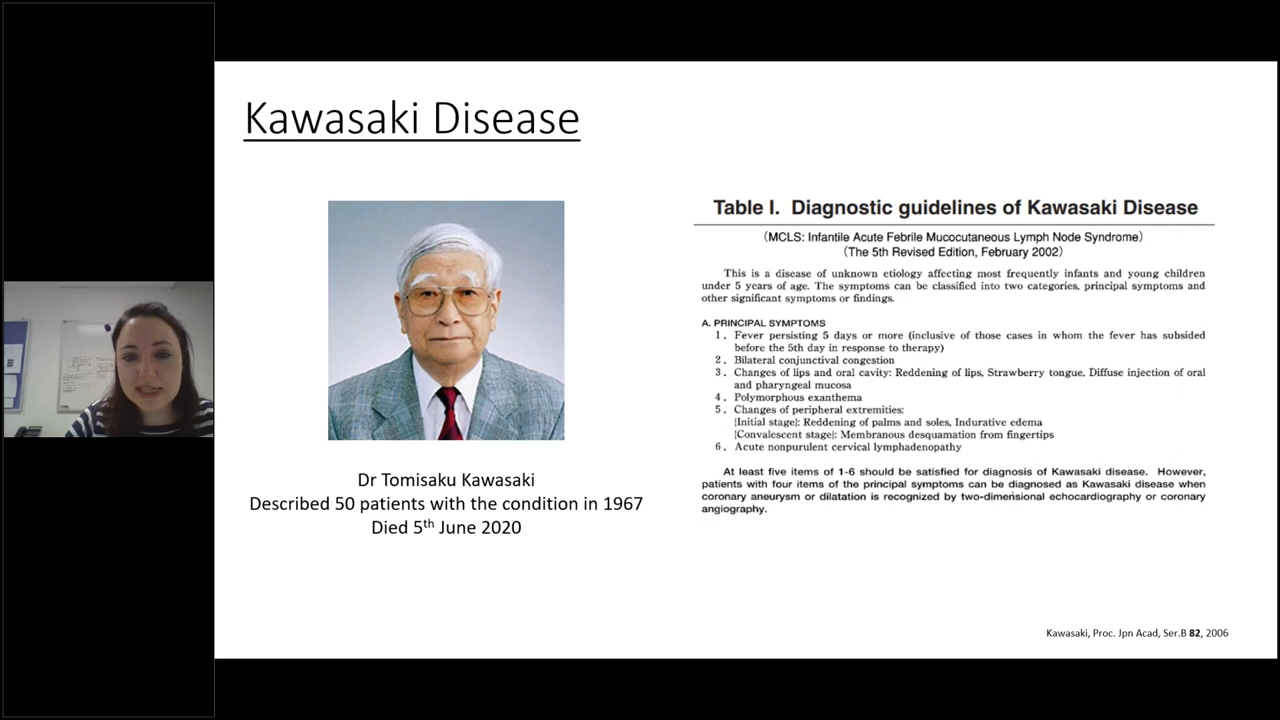 Kawasaki Disease
Dr Tomisaku Kawasaki
Described 50 patients with the condition in 1967
Died 5th June 2020
Table I. Diagnostic guidelines of Kawasaki Disease
(MCLS: Infantile Acute Febrile Mucocutaneous Lymph Node Syndrome)
(The 5th Revised Edition, February 2002)
This is a disease of unknown etiology affecting most frequently infants and young children
under 5 years of age. The symptoms can be classified into two categories, principal symptoms and
other significant symptoms or findings.
A. PRINCIPAL SYMPTOMS
1. Fever persisting 5 days or more (inclusive of those cases in whom the fever has subsided
before the 5th day in response to therapy)
2. Bilateral conjunctival congestion
3. Changes of lips and oral cavity: Reddening of lips, Strawberry tongue, Diffuse injection of oral
and pharyngeal mucosa
4. Polymorphous exanthema
5. Changes of peripheral extremities:
[Initial stage]: Reddening of palms and soles, Indurative edema
[Convalescent stage]: Membranous desquamation from fingertips
6. Acute nonpurulent cervical lymphadenopathy
At least five items of 1-6 should be satisfied for diagnosis of Kawasaki disease. However,
patients with four items of the principal symptoms can be diagnosed as Kawasaki disease when
coronary aneurysm or dilatation is recognized by two-dimensional echocardiography or coronary
angiography.
Kawasaki, Proc. Jpn Acad, Ser.B 82, 2006